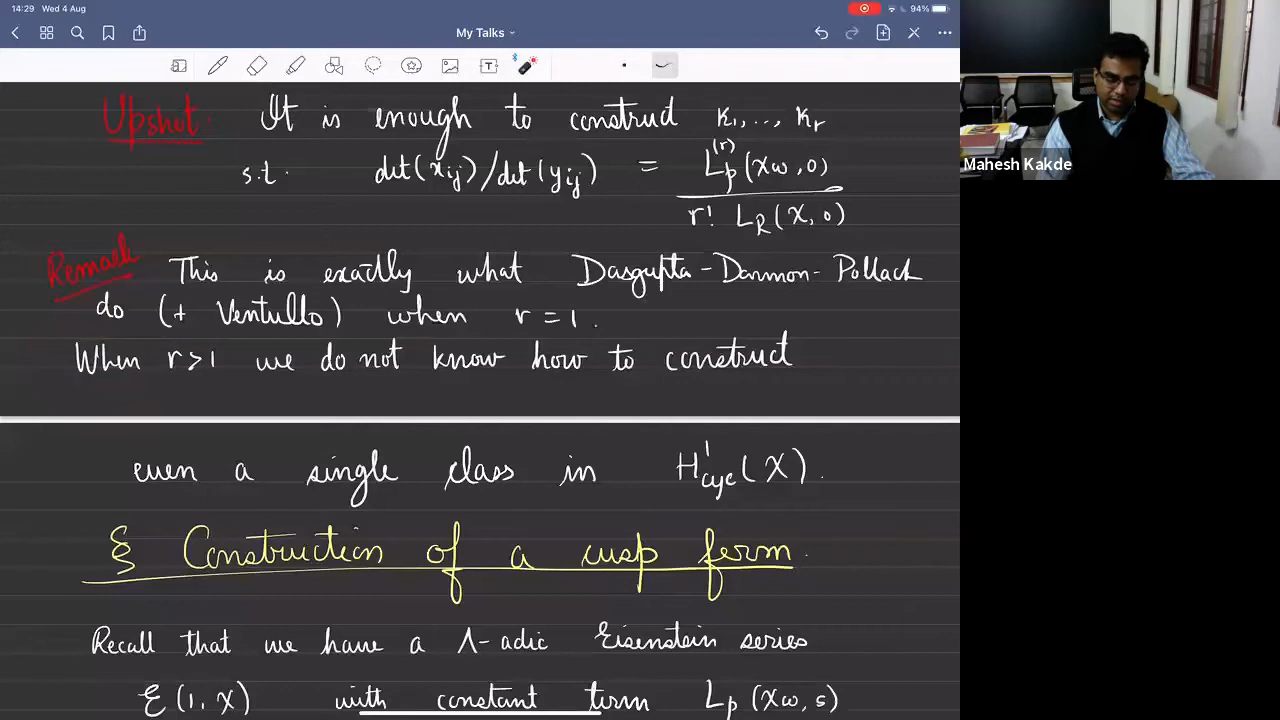 14:29 Wed 4 Aug
94%
My Talks
Upshot. It is enough to construct κ₁, ..., κᵣ
s.t. det(x_ij)/det(y_ij) = L_p^(r)(χω, 0) / r! L_R(χ, 0)
Remark This is exactly what Dasgupta-Darmon-Pollack
do (+ Ventullo) when r = 1.
When r > 1 we do not know how to construct
even a single class in H¹_cyc(χ).
§ Construction of a cusp form.
Recall that we have a Λ-adic Eisenstein series
ℰ(1, χ) with constant term L_p(χω, s)
Mahesh Kakde